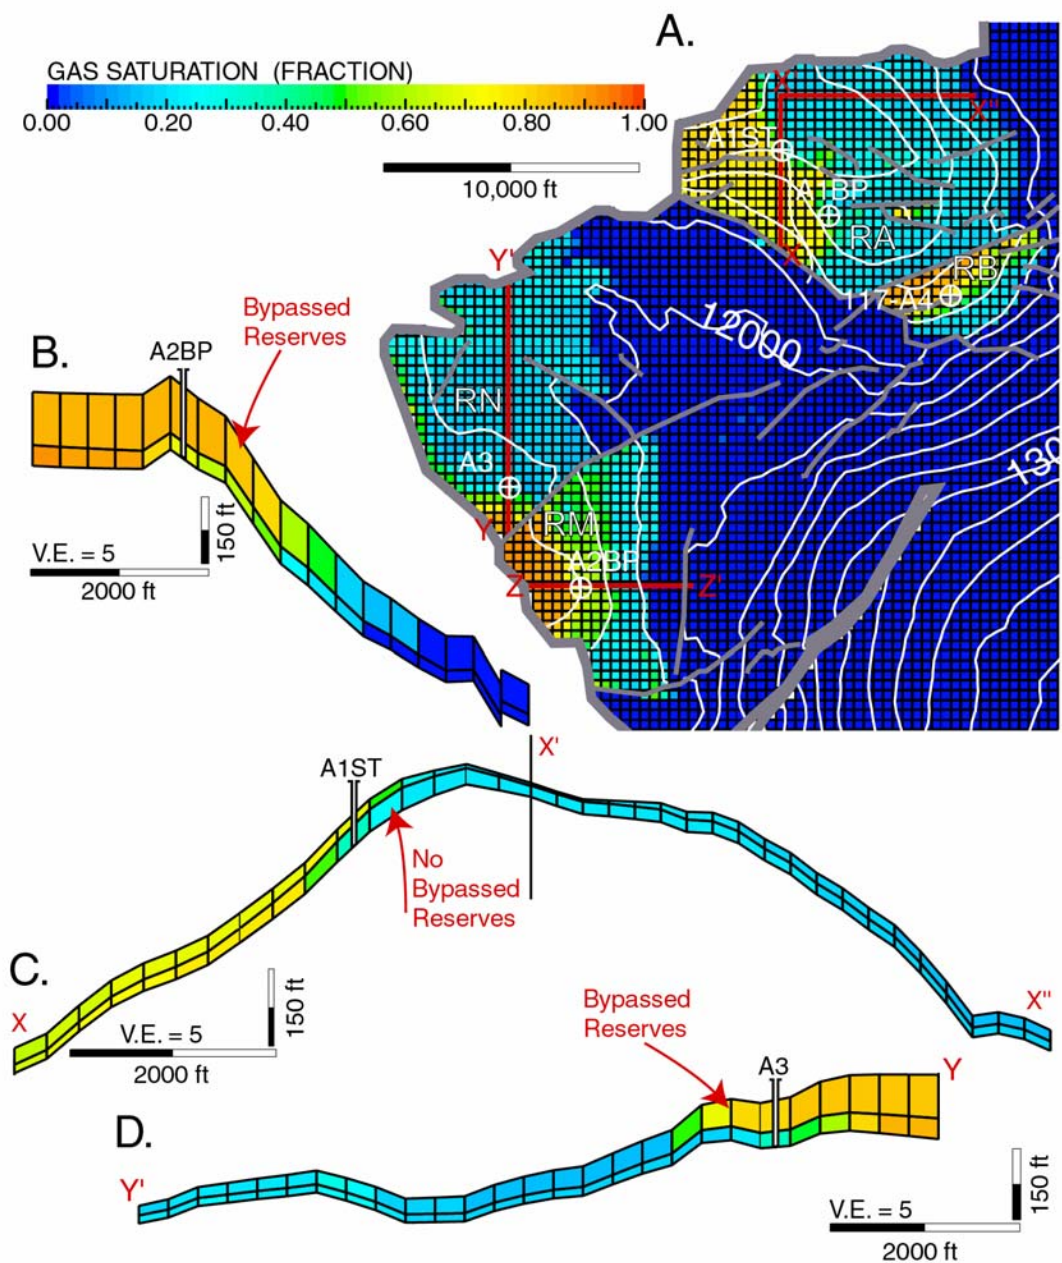 A.
GAS SATURATION (FRACTION)
0.00 0.20 0.40 0.60 0.80 1.00
10,000 ft
X'
X"
A1ST
A1BP
RA
X
RB
117-A4
12000
130
Y'
RN
A3
Y
RM
A2BP
Z
Z'
B.
Bypassed
Reserves
A2BP
V.E. = 5
2000 ft
150 ft
X'
A1ST
No
Bypassed
Reserves
C.
X
V.E. = 5
2000 ft
150 ft
X"
Bypassed
Reserves
A3
Y
D.
Y'
V.E. = 5
2000 ft
150 ft